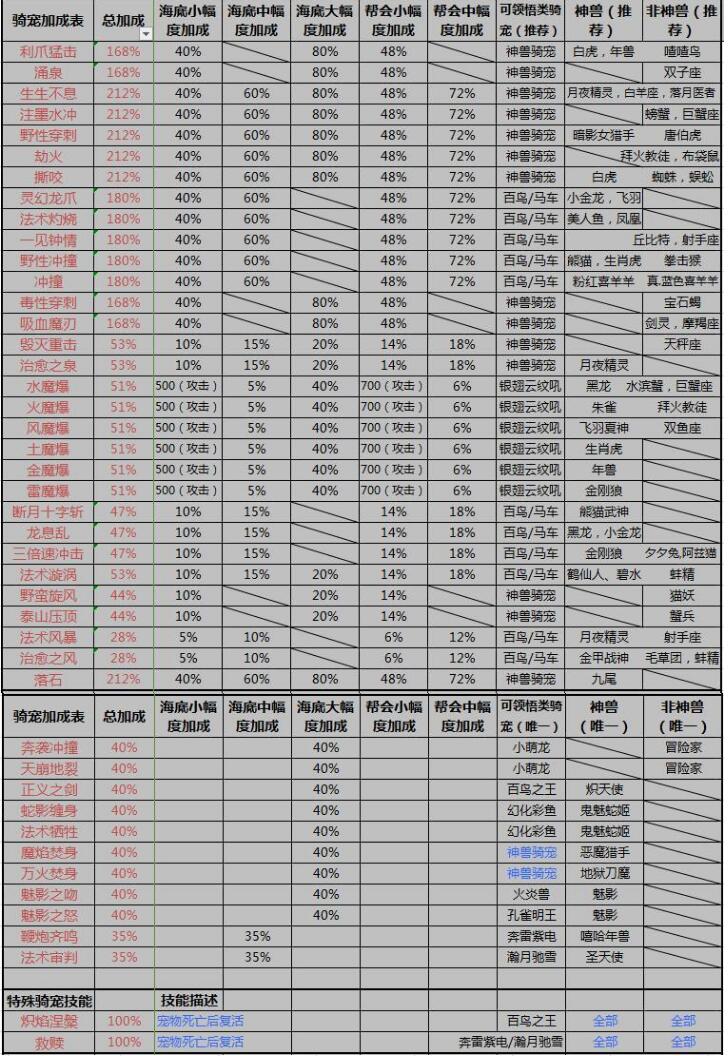 骑宠加成表 总加成 海底小幅度加成 海底中幅度加成 海底大幅度加成 帮会小幅度加成 帮会中幅度加成 可领悟类骑宠（推荐） 神兽（推荐） 非神兽（推荐）
利爪猛击 168% 40% 80% 48% 神兽骑宠 白虎，年兽 嗜嗜鸟
涌泉 168% 40% 80% 48% 神兽骑宠 双子座
生生不息 212% 40% 60% 80% 48% 72% 神兽骑宠 月夜精灵，白羊座，落月医者
注墨水冲 212% 40% 60% 80% 48% 72% 神兽骑宠 螃蟹，巨蟹座
野性穿刺 212% 40% 60% 80% 48% 72% 神兽骑宠 暗影女猎手 唐伯虎
劫火 212% 40% 60% 80% 48% 72% 神兽骑宠 拜火教徒，布袋鼠
撕咬 212% 40% 60% 80% 48% 72% 神兽骑宠 白虎 蜘蛛，蜈蚣
灵幻龙爪 180% 40% 60% 48% 72% 百鸟/马车 小金龙，飞羽
法术灼烧 180% 40% 60% 48% 72% 百鸟/马车 美人鱼，凤凰
一见钟情 180% 40% 60% 48% 72% 百鸟/马车 丘比特，射手座
野性冲撞 180% 40% 60% 48% 72% 百鸟/马车 熊猫，生肖虎 拳击猴
冲撞 180% 40% 60% 48% 72% 百鸟/马车 粉红喜羊羊 真.蓝色喜羊羊
毒性穿刺 168% 40% 80% 48% 神兽骑宠 宝石蝎
吸血魔刃 168% 40% 80% 48% 神兽骑宠 剑灵，摩羯座
毁灭重击 53% 10% 15% 20% 14% 18% 神兽骑宠 天秤座
治愈之泉 53% 10% 15% 20% 14% 18% 神兽骑宠 月夜精灵
水魔爆 51% 500（攻击） 5% 40% 700（攻击） 6% 银翅云纹吼 黑龙 水滨蟹，巨蟹座
火魔爆 51% 500（攻击） 5% 40% 700（攻击） 6% 银翅云纹吼 朱雀 拜火教徒
风魔爆 51% 500（攻击） 5% 40% 700（攻击） 6% 银翅云纹吼 飞羽夏神 双鱼座
土魔爆 51% 500（攻击） 5% 40% 700（攻击） 6% 银翅云纹吼 生肖虎
金魔爆 51% 500（攻击） 5% 40% 700（攻击） 6% 银翅云纹吼 年兽
雷魔爆 51% 500（攻击） 5% 40% 700（攻击） 6% 银翅云纹吼 金刚狼
断月十字斩 47% 10% 15% 14% 18% 百鸟/马车 熊猫武神
龙息乱 47% 10% 15% 14% 18% 百鸟/马车 黑龙，小金龙
三倍速冲击 47% 10% 15% 14% 18% 百鸟/马车 金刚狼 夕夕兔,阿兹猫
法术漩涡 53% 10% 15% 20% 14% 18% 百鸟/马车 鹤仙人、碧水 蚌精
野蛮旋风 44% 10% 20% 14% 神兽骑宠 猫妖
泰山压顶 44% 10% 20% 14% 神兽骑宠 蟹兵
法术风暴 28% 5% 10% 6% 12% 百鸟/马车 月夜精灵 射手座
治愈之风 28% 5% 10% 6% 12% 百鸟/马车 金甲战神 毛草团，蚌精
落石 212% 40% 60% 80% 48% 72% 神兽骑宠 九尾
骑宠加成表 总加成 海底小幅度加成 海底中幅度加成 海底大幅度加成 帮会小幅度加成 帮会中幅度加成 可领悟类骑宠（唯一） 神兽（唯一） 非神兽（唯一）
奔袭冲撞 40% 40% 小萌龙 冒险家
天崩地裂 40% 40% 小萌龙 冒险家
正义之剑 40% 40% 百鸟之王 炽天使
蛇影缠身 40% 40% 幻化彩鱼 鬼魅蛇姬
法术牺牲 40% 40% 幻化彩鱼 鬼魅蛇姬
魔焰焚身 40% 40% 神兽骑宠 恶魔猎手
万火焚身 40% 40% 神兽骑宠 地狱刀魔
魅影之吻 40% 40% 火炎兽 魅影
魅影之怒 40% 40% 孔雀明王 魅影
鞭炮齐鸣 35% 35% 奔雷紫电 嘻哈年兽
法术审判 35% 35% 瀚月驰雪 圣天使
特殊骑宠技能 技能描述
炽焰涅槃 100% 宠物死亡后复活 百鸟之王 全部 全部
救赎 100% 宠物死亡后复活 奔雷紫电/瀚月驰雪 全部 全部